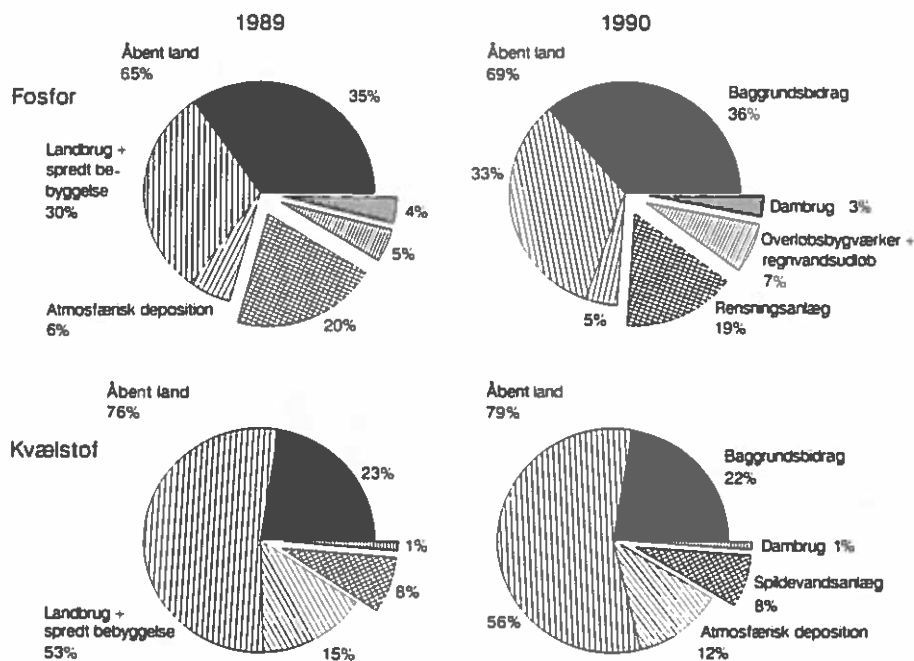 1989
1990
Fosfor
Åbent land
65%
35%
Landbrug +
spredt be-
byggelse
30%
Atmosfærisk deposition
6%
20%
5%
4%
Åbent land
69%
Baggrundsbidrag
36%
33%
5%
Dambrug 3%
Overløbsbygværker +
regnvandsudløb
7%
Rensningsanlæg
19%
Kvælstof
Åbent land
76%
23%
1%
8%
15%
Landbrug +
spredt bebyggelse
53%
Åbent land
79%
Baggrundsbidrag
22%
Dambrug 1%
Spildevandsanlæg
8%
Atmosfærisk deposition
12%
56%